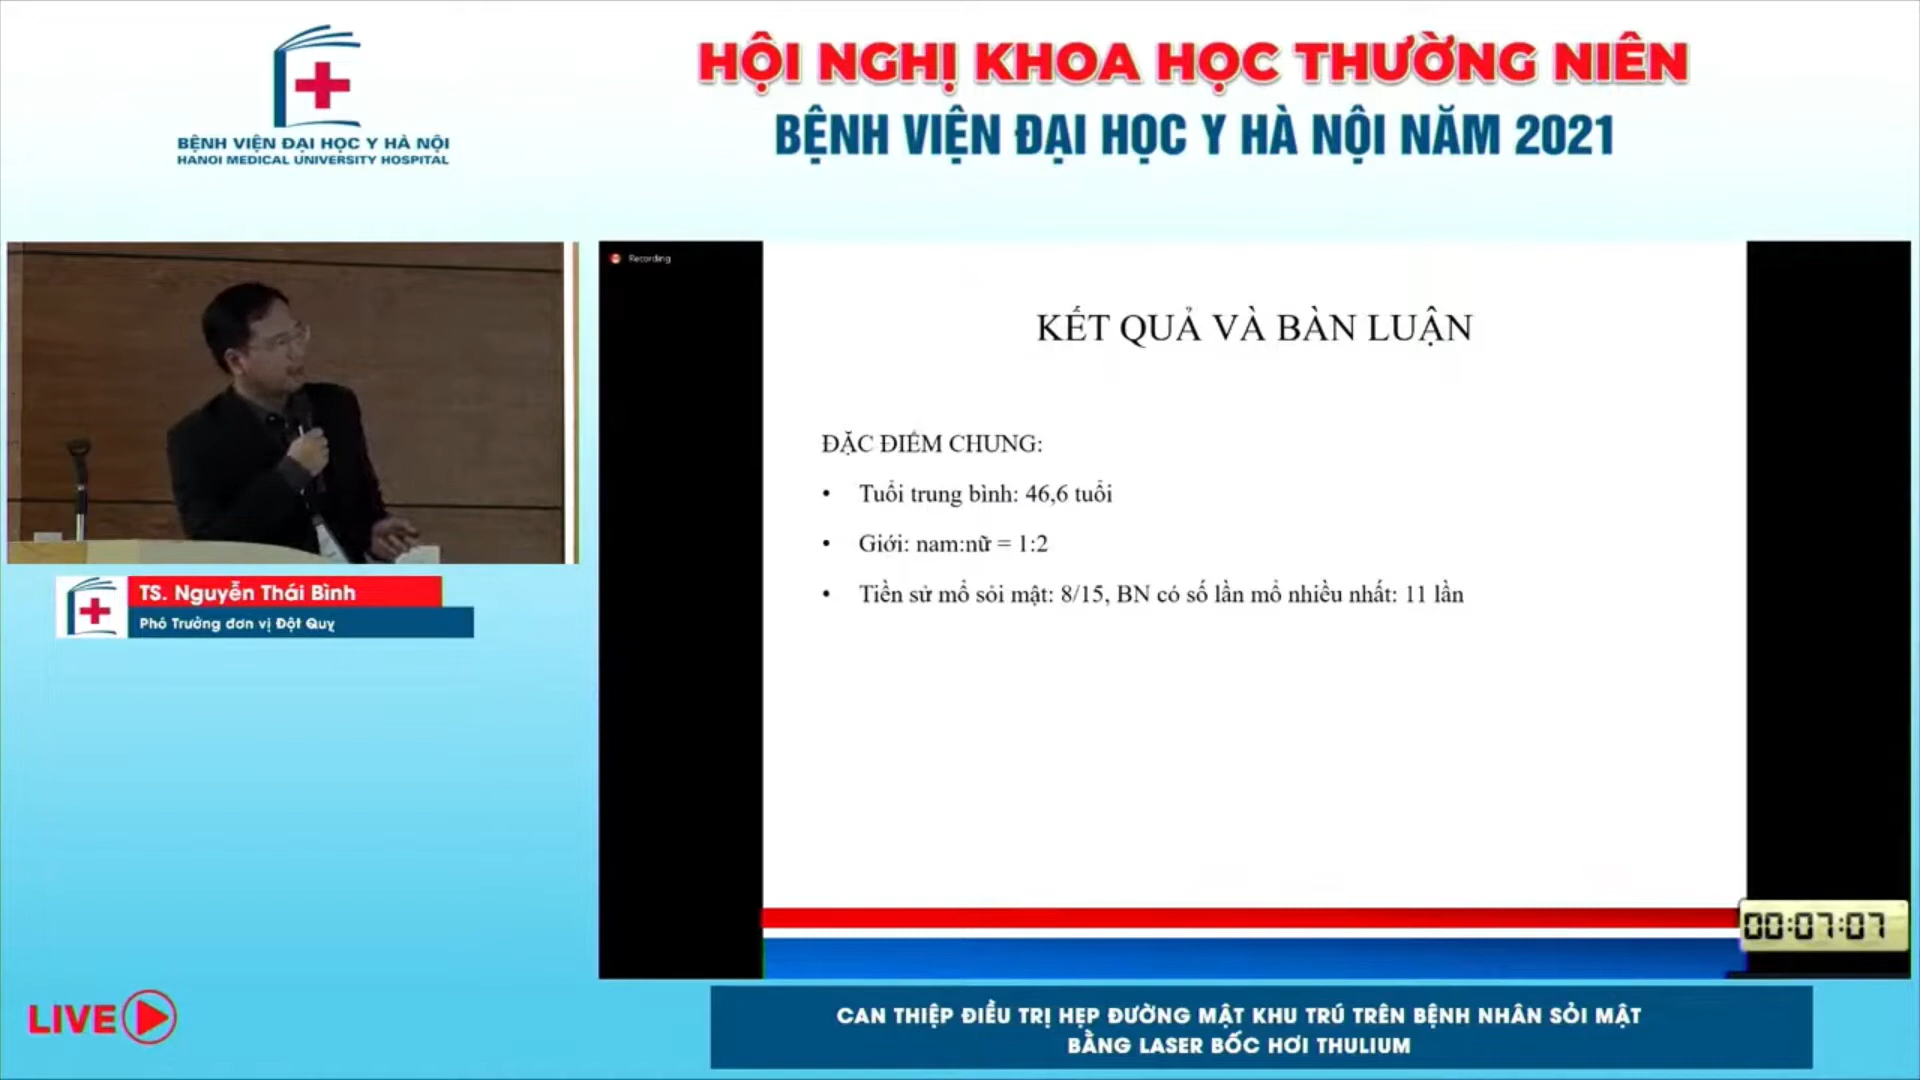 HỘI NGHỊ KHOA HỌC THƯỜNG NIÊN
BỆNH VIỆN ĐẠI HỌC Y HÀ NỘI NĂM 2021
BỆNH VIỆN ĐẠI HỌC Y HÀ NỘI
HANOI MEDICAL UNIVERSITY HOSPITAL
Recording
KẾT QUẢ VÀ BÀN LUẬN
ĐẶC ĐIỂM CHUNG:
• Tuổi trung bình: 46,6 tuổi
• Giới: nam:nữ = 1:2
• Tiền sử mổ sỏi mật: 8/15, BN có số lần mổ nhiều nhất: 11 lần
TS. Nguyễn Thái Bình
Phó Trưởng đơn vị Đột Quỵ
00:07:07
LIVE
CAN THIỆP ĐIỀU TRỊ HẸP ĐƯỜNG MẬT KHU TRÚ TRÊN BỆNH NHÂN SỎI MẬT
BẰNG LASER BỐC HƠI THULIUM